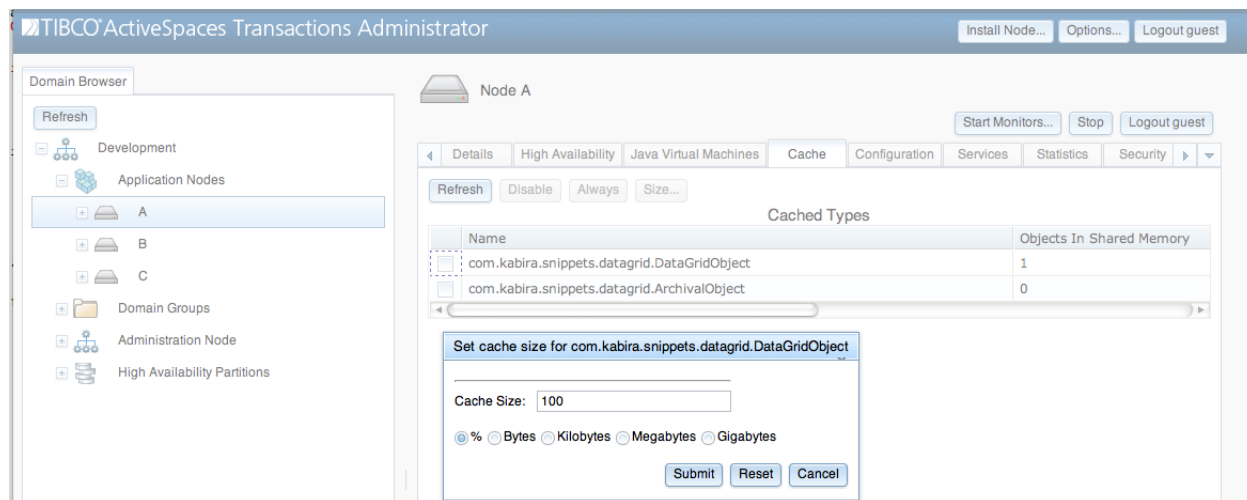 TIBCO® ActiveSpaces Transactions Administrator
Install Node... Options... Logout guest
Domain Browser
Refresh
Development
Application Nodes
A
B
C
Domain Groups
Administration Node
High Availability Partitions
Node A
Start Monitors... Stop Logout guest
Details High Availability Java Virtual Machines Cache Configuration Services Statistics Security
Refresh Disable Always Size...
Cached Types
Name Objects In Shared Memory
com.kabira.snippets.datagrid.DataGridObject 1
com.kabira.snippets.datagrid.ArchivalObject 0
Set cache size for com.kabira.snippets.datagrid.DataGridObject
Cache Size: 100
% Bytes Kilobytes Megabytes Gigabytes
Submit Reset Cancel